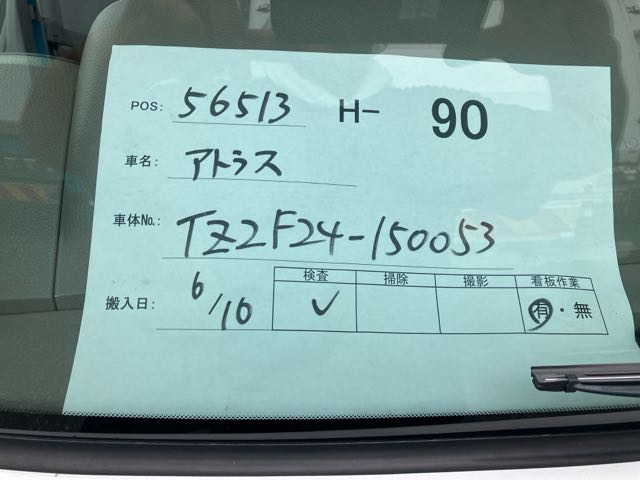 POS: 56513 H- 90
車名: アトラス
車体No.: TZ2F24-150053
搬入日: 6/10
検査 掃除 撮影 看板作業
✓ 有・無